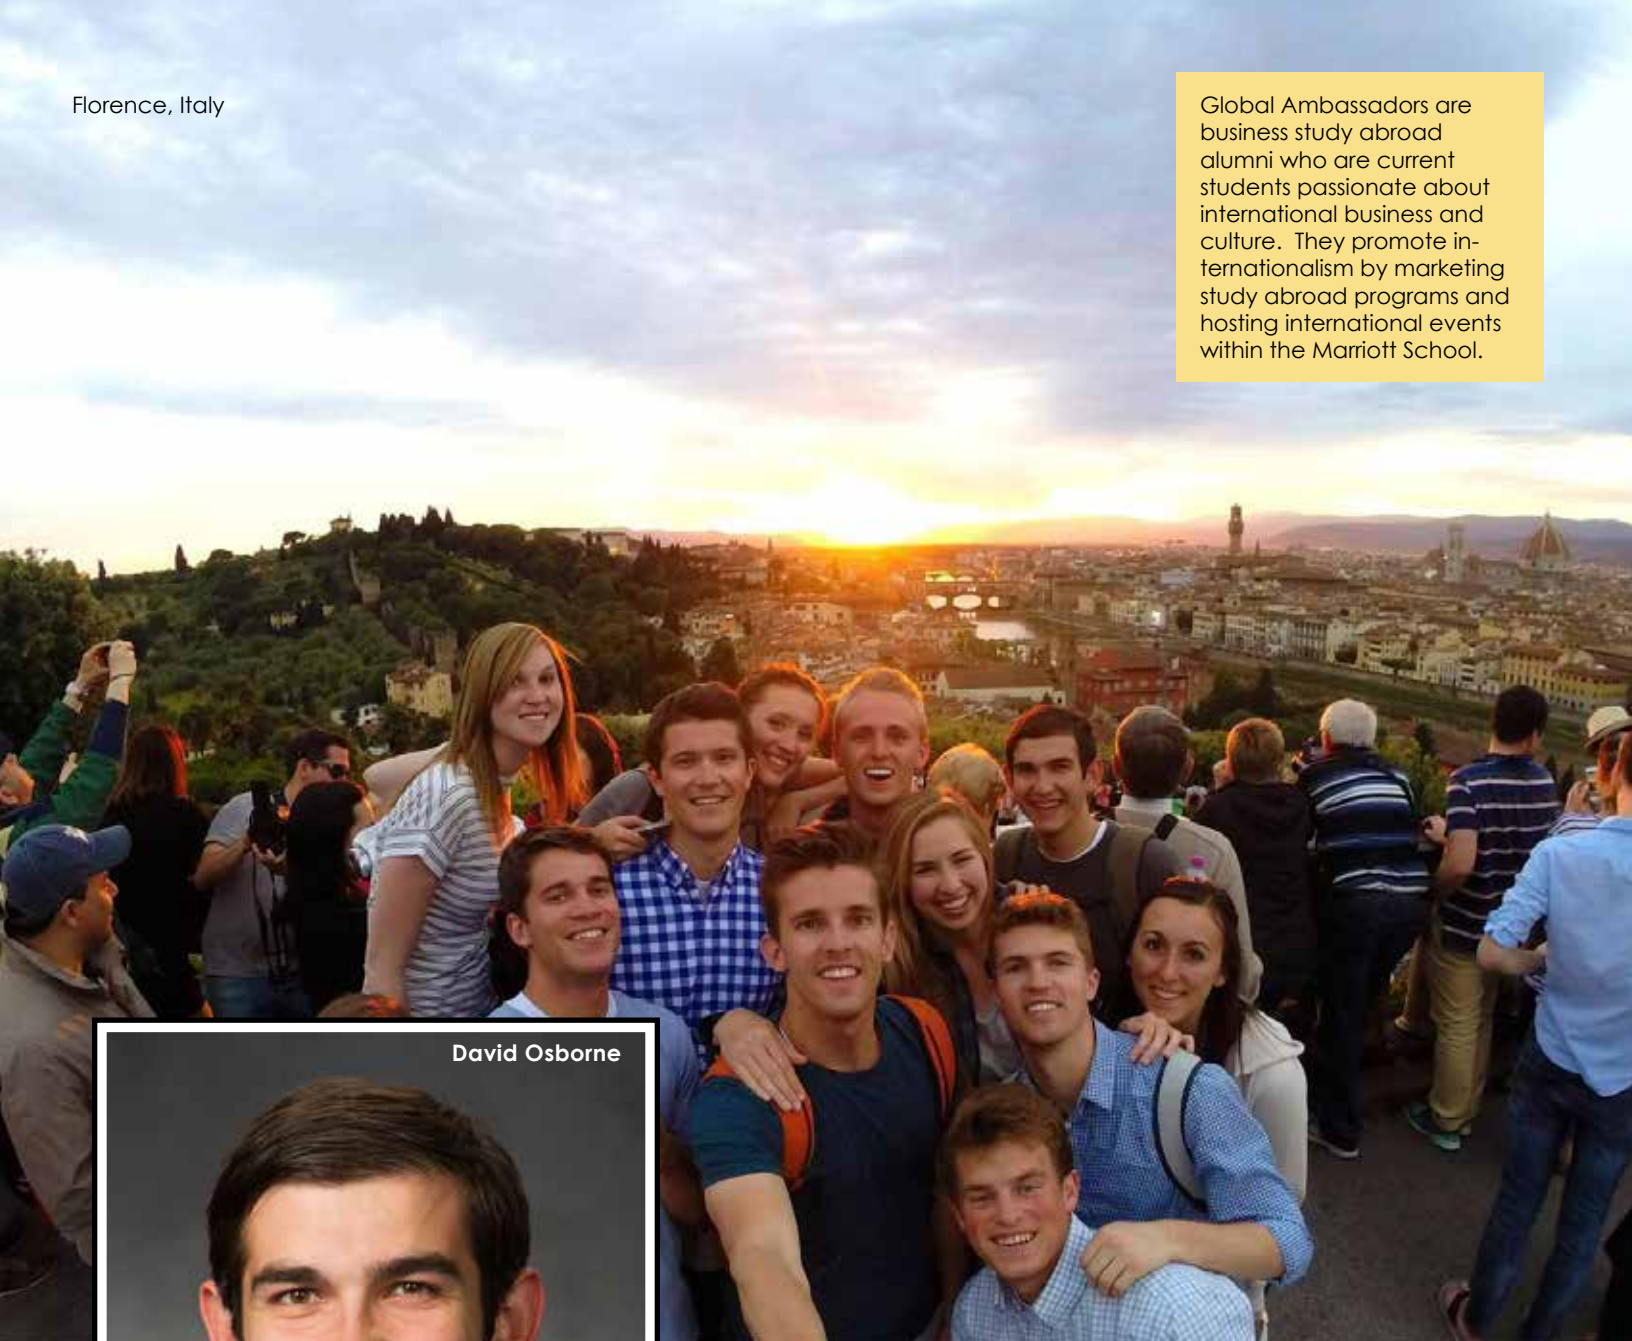 Florence, Italy
Global Ambassadors are
business study abroad
alumni who are current
students passionate about
international business and
culture.  They promote in-
ternationalism by marketing
study abroad programs and
hosting international events
within the Marriott School.
David Osborne